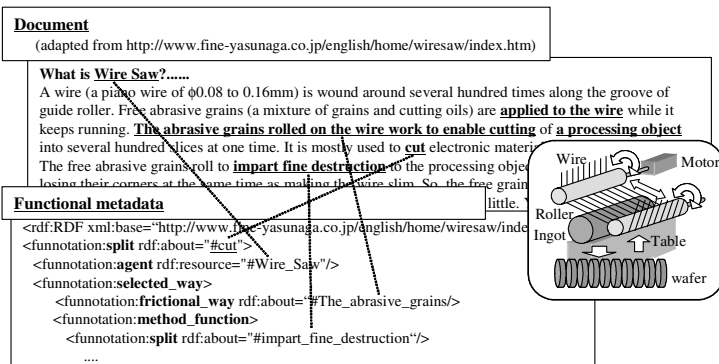 Document
(adapted from http://www.fine-yasunaga.co.jp/english/home/wiresaw/index.htm)
What is Wire Saw?......
A wire (a piano wire of ϕ0.08 to 0.16mm) is wound around several hundred times along the groove of
guide roller. Free abrasive grains (a mixture of grains and cutting oils) are applied to the wire while it
keeps running. The abrasive grains rolled on the wire work to enable cutting of a processing object
into several hundred slices at one time. It is mostly used to cut electronic
The free abrasive grains roll to impart fine destruction to the processing
losing their corners at the same time as making the wire slim. So, the free grain
little.
Functional metadata
<rdf:RDF xml:base="http://www.fine-yasunaga.co.jp/english/home/wiresaw/inde
<funnotation:split rdf:about="#cut">
<funnotation:agent rdf:resource="#Wire_Saw"/>
<funnotation:selected_way>
<funnotation:frictional_way rdf:about="#The_abrasive_grains/>
<funnotation:method_function>
<funnotation:split rdf:about="#impart_fine_destruction"/>
....
Wire
Motor
Roller
Ingot
Table
wafer